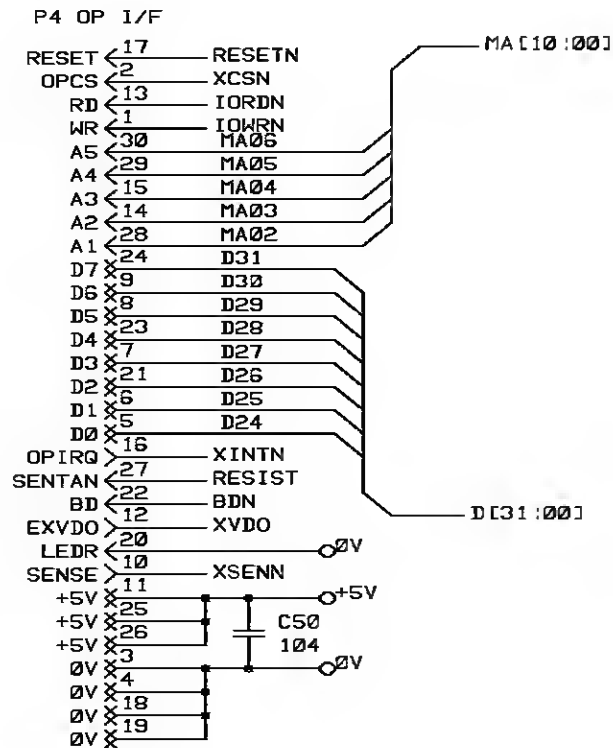 P4 OP I/F
RESET 17 RESETN
OPCS 2 XCSN
RD 13 IORDN
WR 1 IOWRN
A5 30 MA06
A4 29 MA05
A3 15 MA04
A2 14 MA03
A1 28 MA02
MA[10:00]
D7 24 D31
D6 9 D30
D5 8 D29
D4 23 D28
D3 7 D27
D2 21 D26
D1 6 D25
D0 5 D24
D[31:00]
OPIRQ 16 XINTN
SENTAN 27 RESIST
BD 22 BDN
EXVDO 12 XVDO
LEDR 20 0V
SENSE 10 XSENN
+5V 11 +5V
+5V 25
+5V 26
C50
104
0V 3 0V
0V 4
0V 18
0V 19